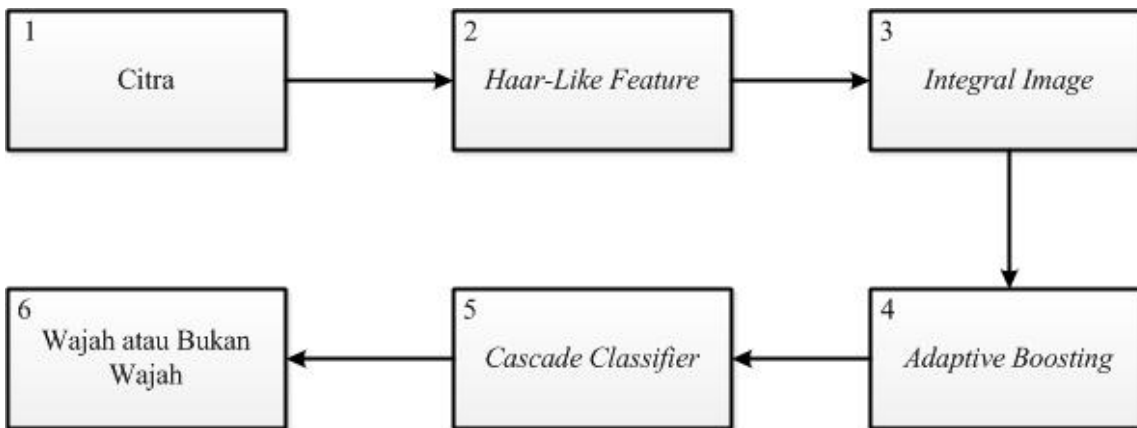 1
Citra
2
Haar-Like Feature
3
Integral Image
4
Adaptive Boosting
5
Cascade Classifier
6
Wajah atau Bukan
Wajah